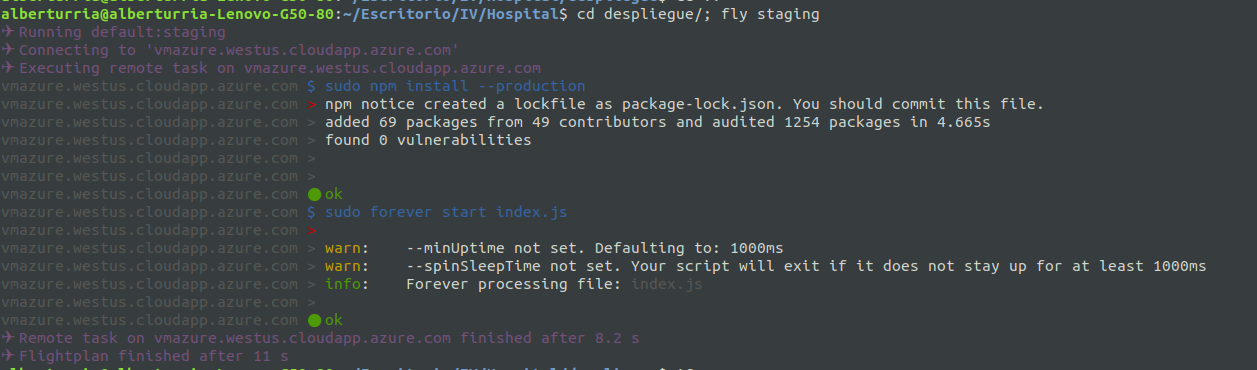 alberturria@alberturria-Lenovo-G50-80:~/Escritorio/IV/Hospital$ cd despliegue/; fly staging
✈ Running default:staging
✈ Connecting to 'vmazure.westus.cloudapp.azure.com'
✈ Executing remote task on vmazure.westus.cloudapp.azure.com
vmazure.westus.cloudapp.azure.com $ sudo npm install --production
vmazure.westus.cloudapp.azure.com > npm notice created a lockfile as package-lock.json. You should commit this file.
vmazure.westus.cloudapp.azure.com > added 69 packages from 49 contributors and audited 1254 packages in 4.665s
vmazure.westus.cloudapp.azure.com > found 0 vulnerabilities
vmazure.westus.cloudapp.azure.com >
vmazure.westus.cloudapp.azure.com >
vmazure.westus.cloudapp.azure.com ● ok
vmazure.westus.cloudapp.azure.com $ sudo forever start index.js
vmazure.westus.cloudapp.azure.com >
vmazure.westus.cloudapp.azure.com > warn:    --minUptime not set. Defaulting to: 1000ms
vmazure.westus.cloudapp.azure.com > warn:    --spinSleepTime not set. Your script will exit if it does not stay up for at least 1000ms
vmazure.westus.cloudapp.azure.com > info:    Forever processing file: index.js
vmazure.westus.cloudapp.azure.com >
vmazure.westus.cloudapp.azure.com ● ok
✈ Remote task on vmazure.westus.cloudapp.azure.com finished after 8.2 s
✈ Flightplan finished after 11 s